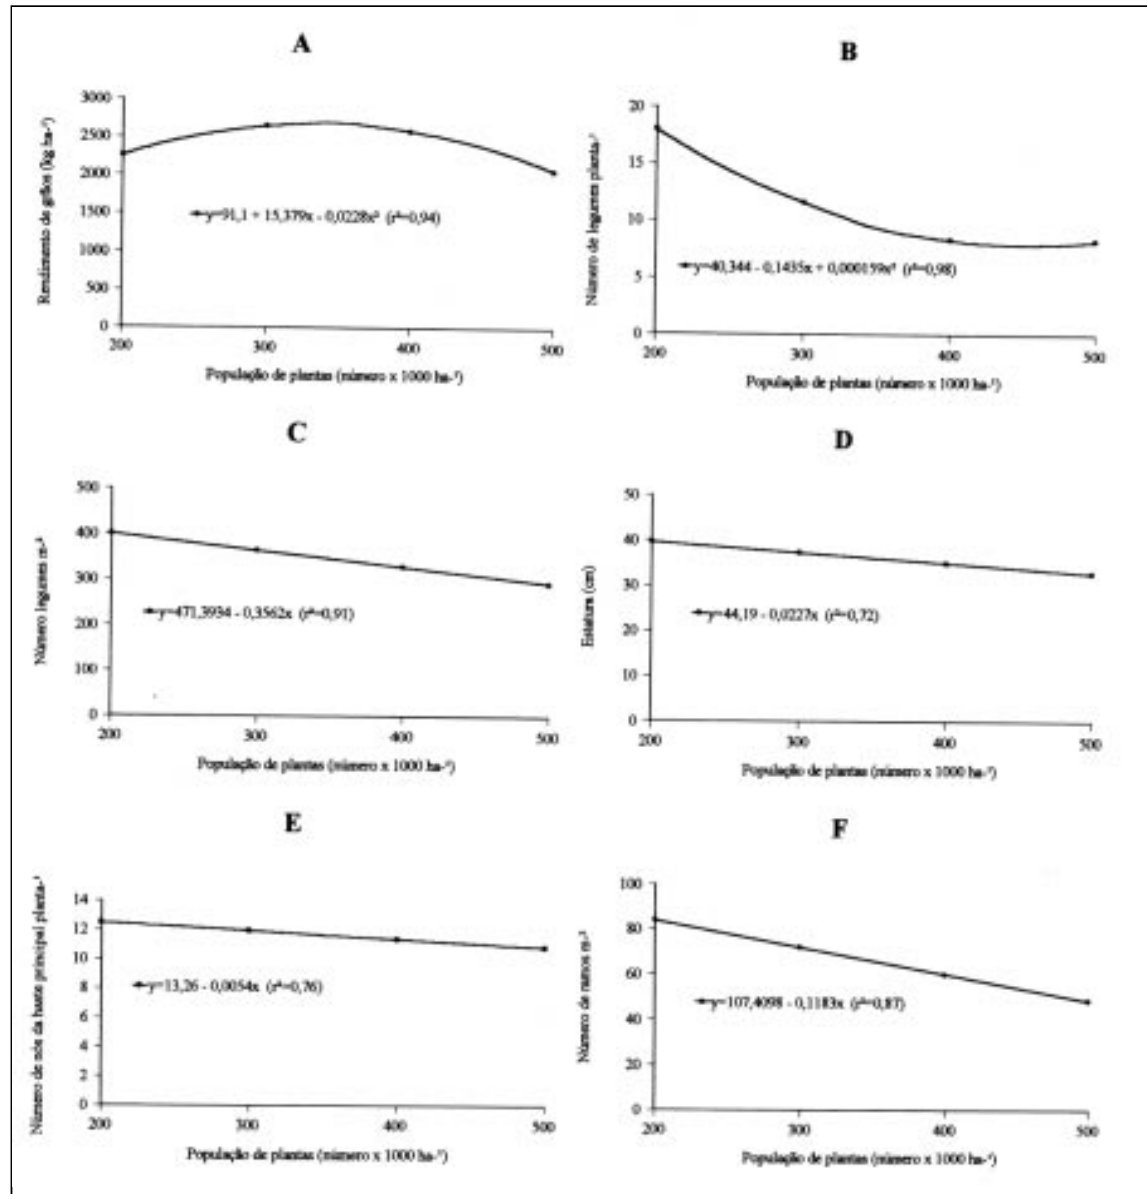 A
Rendimento de grãos (kg ha-¹)
3000
2500
2000
1500
1000
500
0
y=91,1 + 15,379x - 0,0228x² (r²=0,94)
200 300 400 500
População de plantas (número x 1000 ha-¹)
B
Número de legumes planta-¹
20
15
10
5
0
y=40,344 - 0,1435x + 0,000159x² (r²=0,98)
200 300 400 500
População de plantas (número x 1000 ha-¹)
C
Número legumes m-²
500
400
300
200
100
0
y=471,3934 - 0,3562x (r²=0,91)
200 300 400 500
População de plantas (número x 1000 ha-¹)
D
Estatura (cm)
50
40
30
20
10
0
y=44,19 - 0,0227x (r²=0,72)
200 300 400 500
População de plantas (número x 1000 ha-¹)
E
Número de nós da haste principal planta-¹
14
12
10
8
6
4
2
0
y=13,26 - 0,0054x (r²=0,76)
200 300 400 500
População de plantas (número x 1000 ha-¹)
F
Número de ramos m-²
100
80
60
40
20
0
y=107,4098 - 0,1183x (r²=0,87)
200 300 400 500
População de plantas (número x 1000 ha-¹)